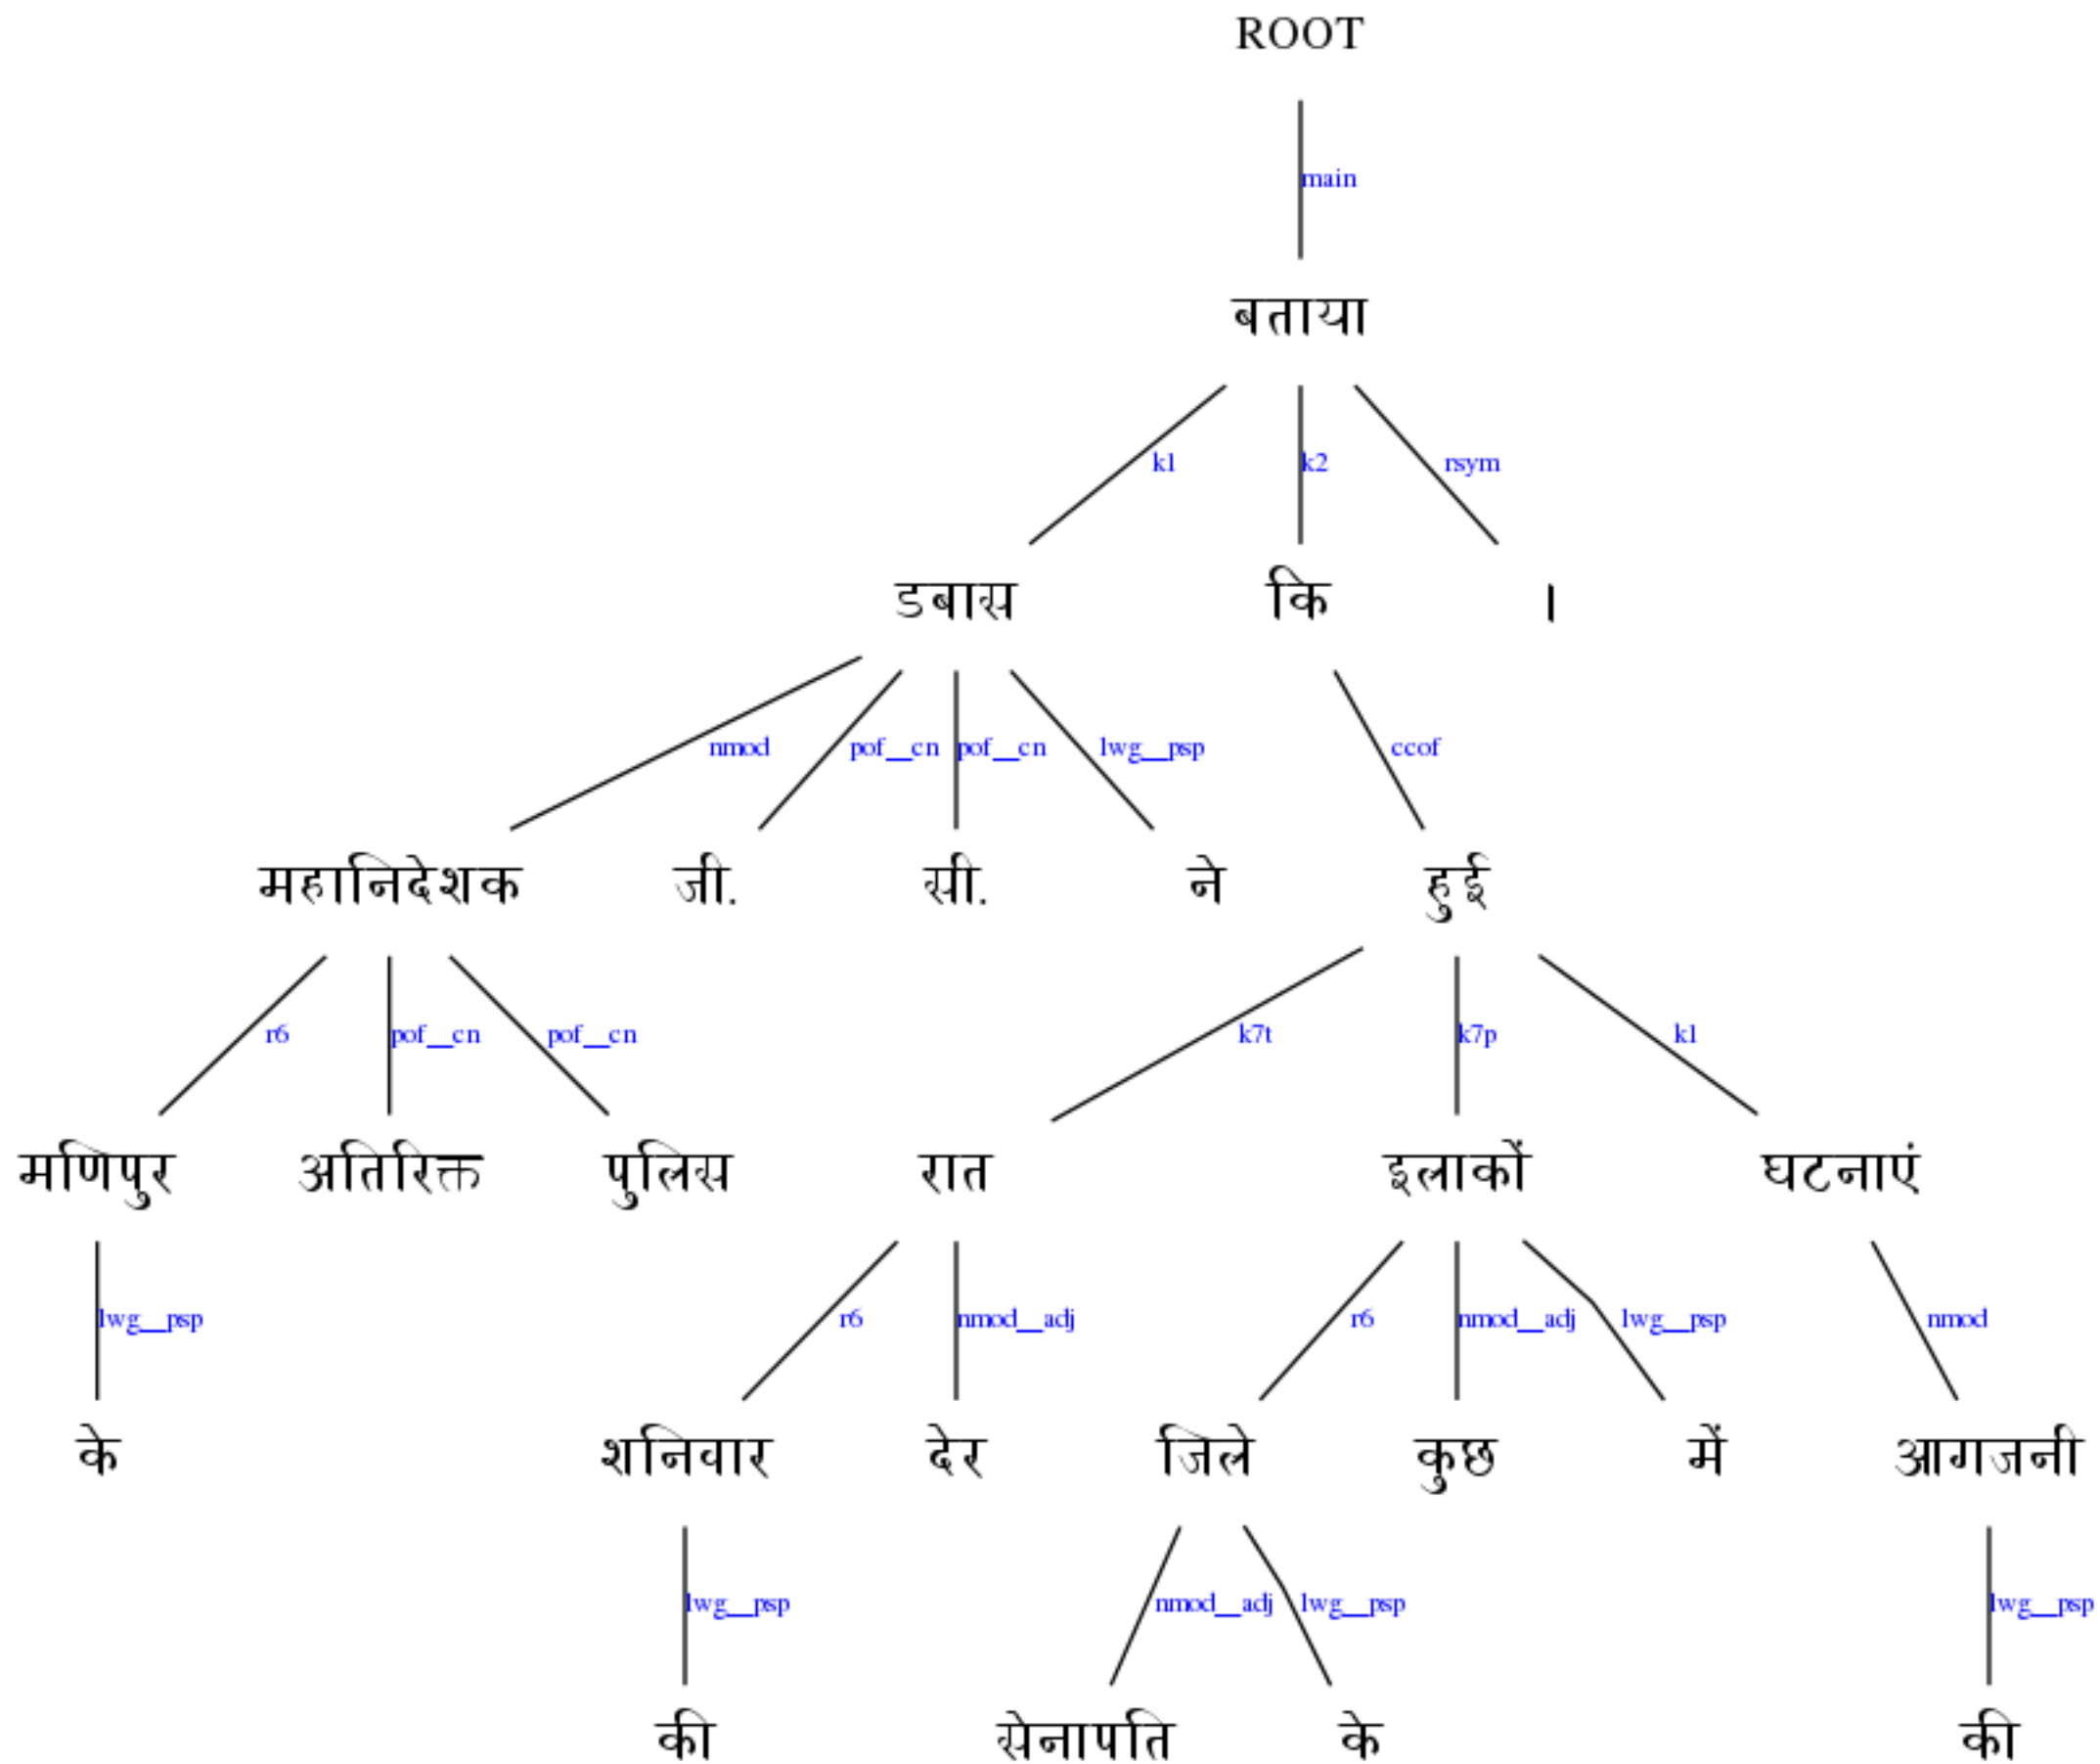 ROOT
main
बताया
k1 k2 rsym
डबास कि ।
nmod pof__cn pof__cn lwg__psp ccof
महानिदेशक जी. सी. ने हुई
r6 pof__cn pof__cn k7t k7p k1
मणिपुर अतिरिक्त पुलिस रात इलाकों घटनाएं
lwg__psp r6 nmod__adj r6 nmod__adj lwg__psp nmod
के शनिवार देर जिले कुछ में आगजनी
lwg__psp nmod__adj lwg__psp lwg__psp
की सेनापति के की